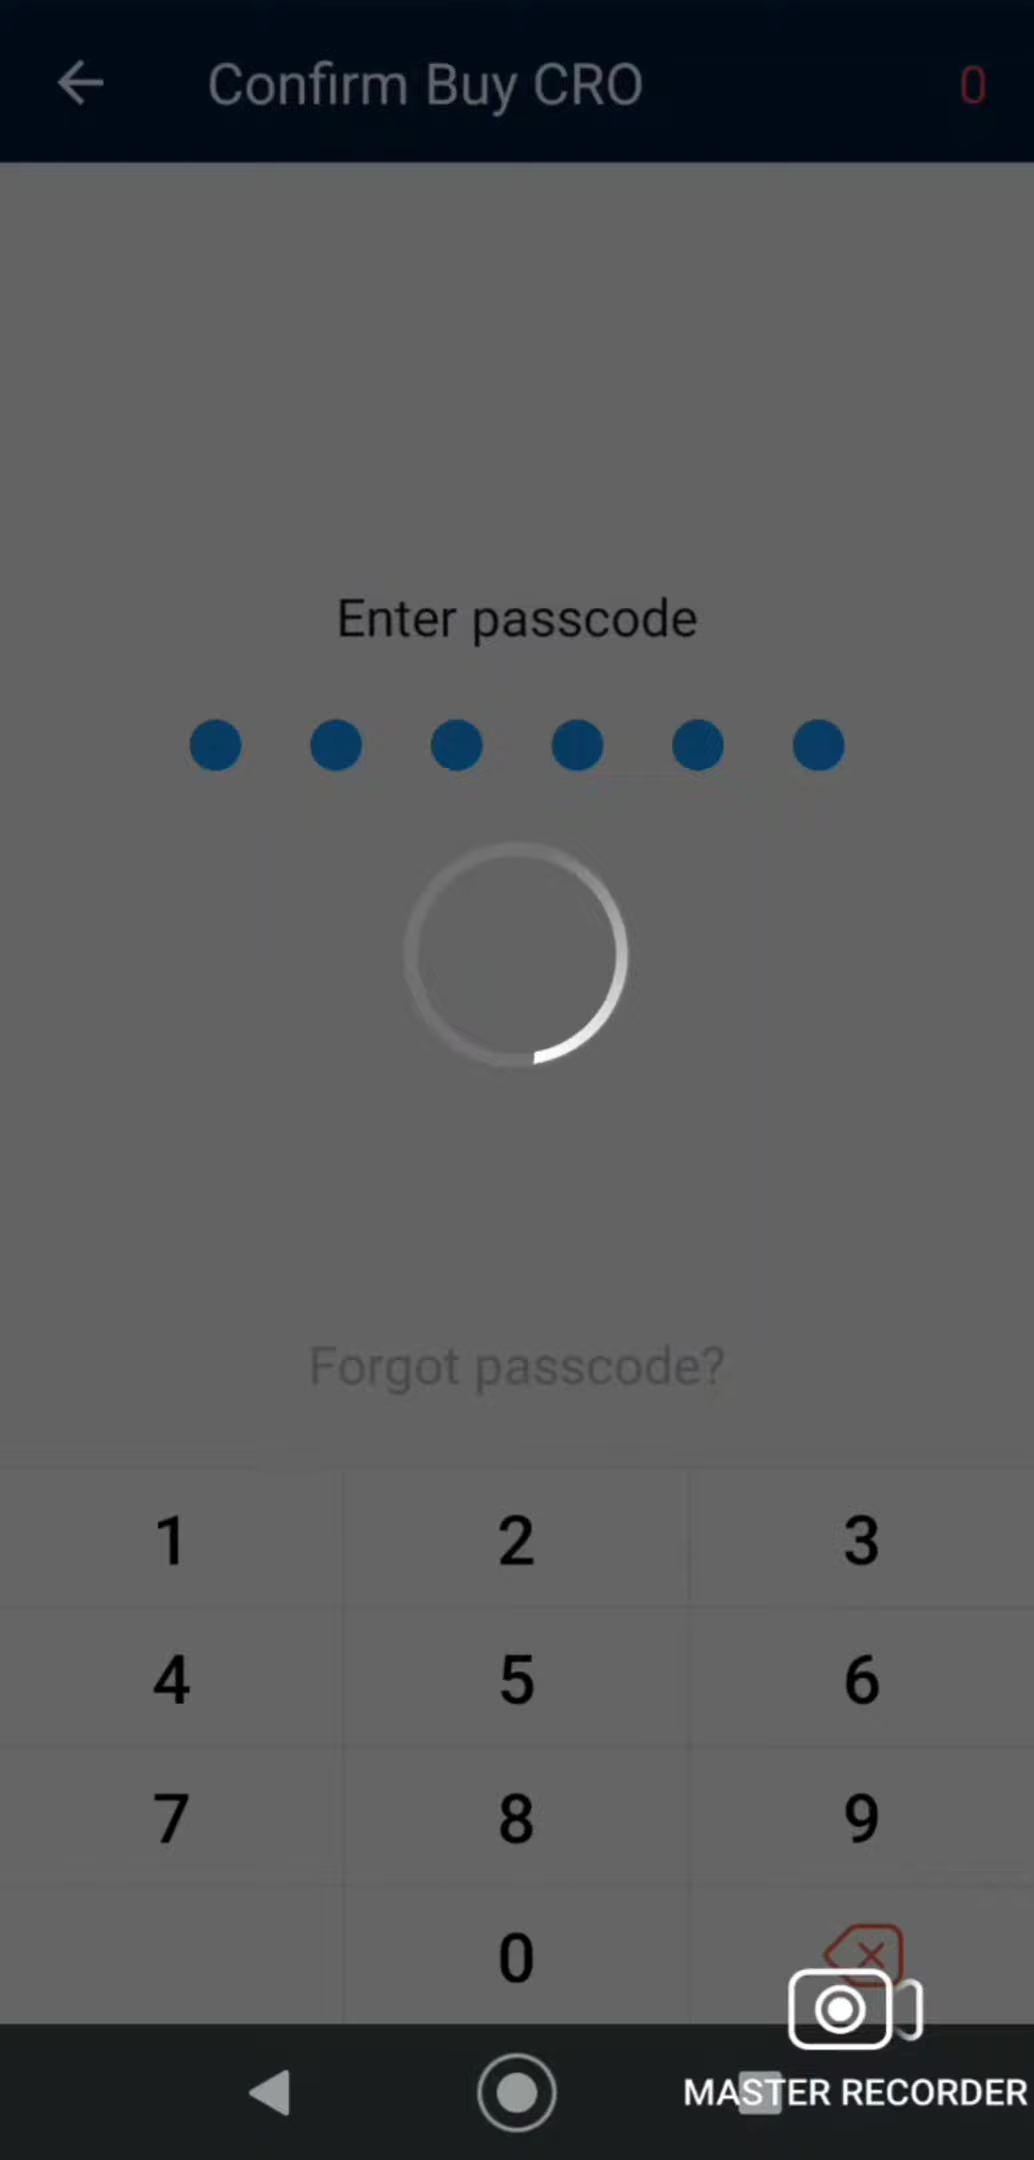 Confirm Buy CRO 0
Enter passcode
Forgot passcode?
1 2 3
4 5 6
7 8 9
0
MASTER RECORDER